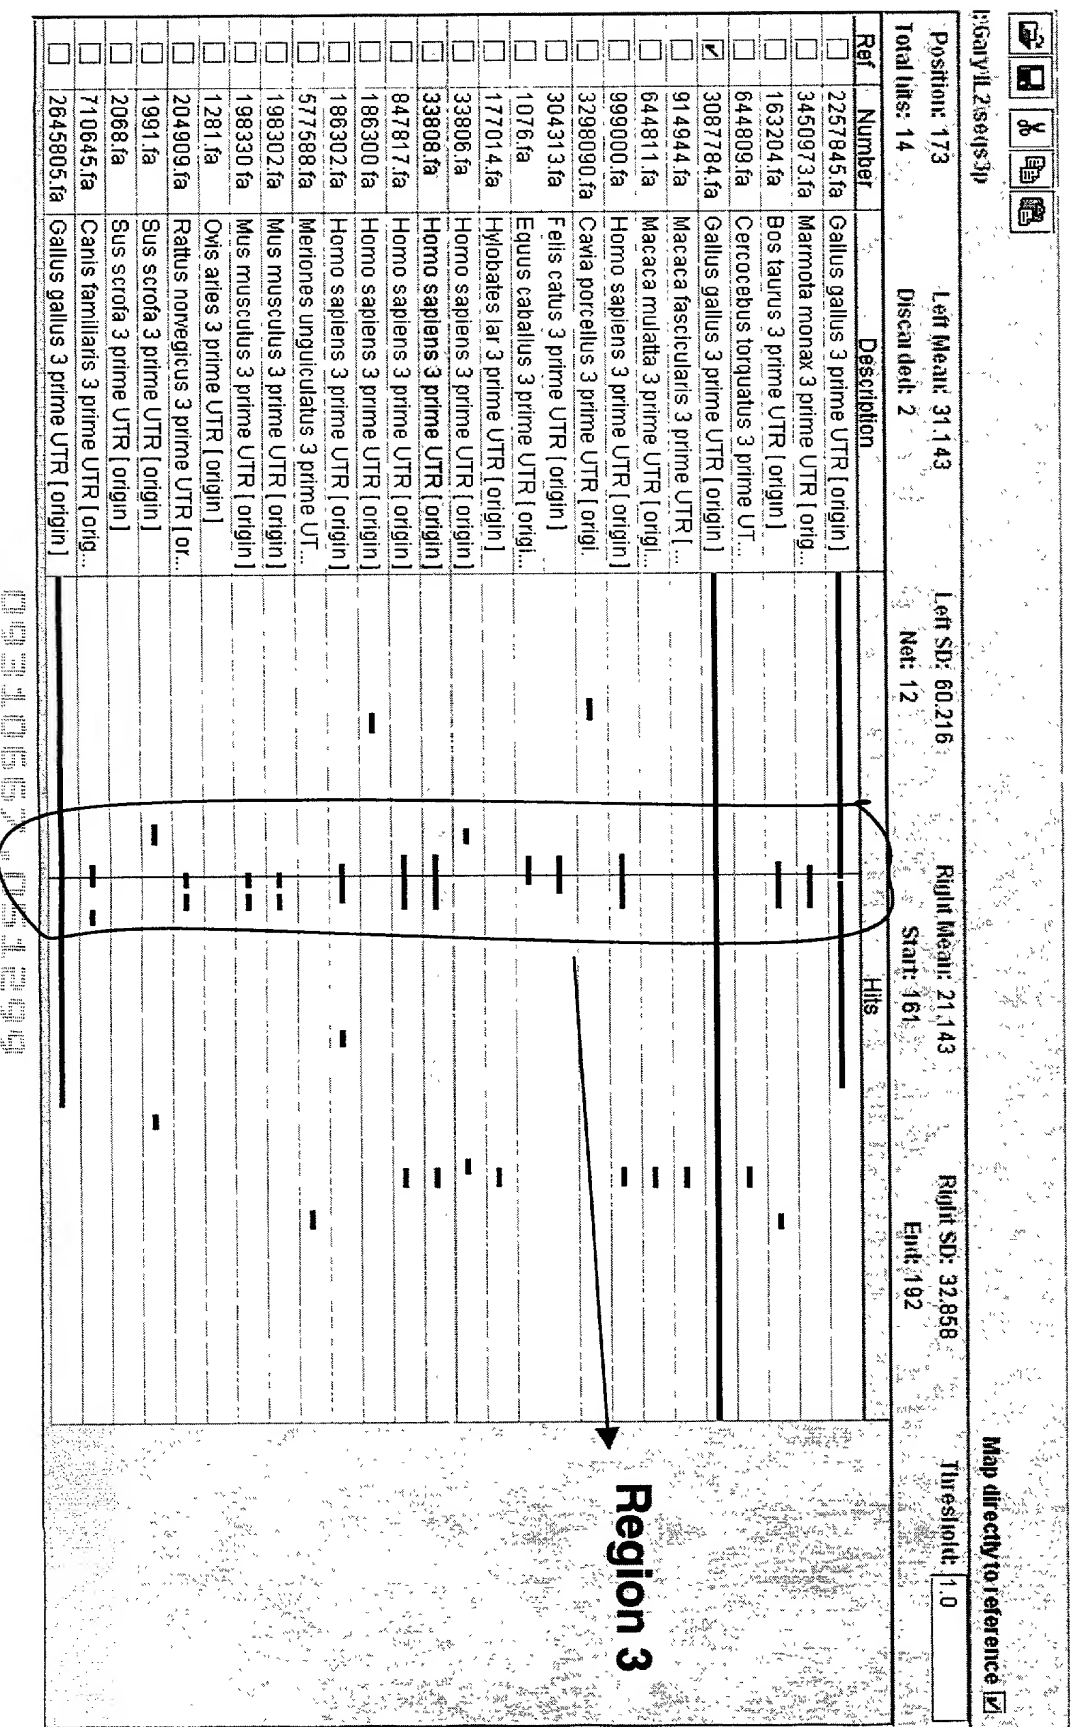 I:\Gary\IL2\seqs3p
Map directly to reference
Position: 173 Left Mean: 31.143 Left SD: 60.216 Right Mean: 21.143 Right SD: 32.858 Threshold: 1.0
Total hits: 14 Discarded: 2 Net: 12 Start: 161 End: 192
Ref Number Description Hits
2257845.fa Gallus gallus 3 prime UTR [ origin ]
3450973.fa Marmota monax 3 prime UTR [ orig...
163204.fa Bos taurus 3 prime UTR [ origin ]
644809.fa Cercocebus torquatus 3 prime UT...
3087784.fa Gallus gallus 3 prime UTR [ origin ]
914944.fa Macaca fascicularis 3 prime UTR [...
644811.fa Macaca mulatta 3 prime UTR [ origi...
999000.fa Homo sapiens 3 prime UTR [ origin ]
3298090.fa Cavia porcellus 3 prime UTR [ origi.
304313.fa Felis catus 3 prime UTR [ origin ]
1076.fa Equus caballus 3 prime UTR [ origi...
177014.fa Hylobates lar 3 prime UTR [ origin ]
33806.fa Homo sapiens 3 prime UTR [ origin ]
33808.fa Homo sapiens 3 prime UTR [ origin ]
847817.fa Homo sapiens 3 prime UTR [ origin ]
186300.fa Homo sapiens 3 prime UTR [ origin ]
186302.fa Homo sapiens 3 prime UTR [ origin ]
577588.fa Meriones unguiculatus 3 prime UT...
198302.fa Mus musculus 3 prime UTR [ origin ]
198330.fa Mus musculus 3 prime UTR [ origin ]
1281.fa Ovis aries 3 prime UTR [ origin ]
204909.fa Rattus norvegicus 3 prime UTR [ or...
1991.fa Sus scrofa 3 prime UTR [ origin ]
2068.fa Sus scrofa 3 prime UTR [ origin ]
710645.fa Canis familiaris 3 prime UTR [ orig...
2645805.fa Gallus gallus 3 prime UTR [ origin ]
Region 3